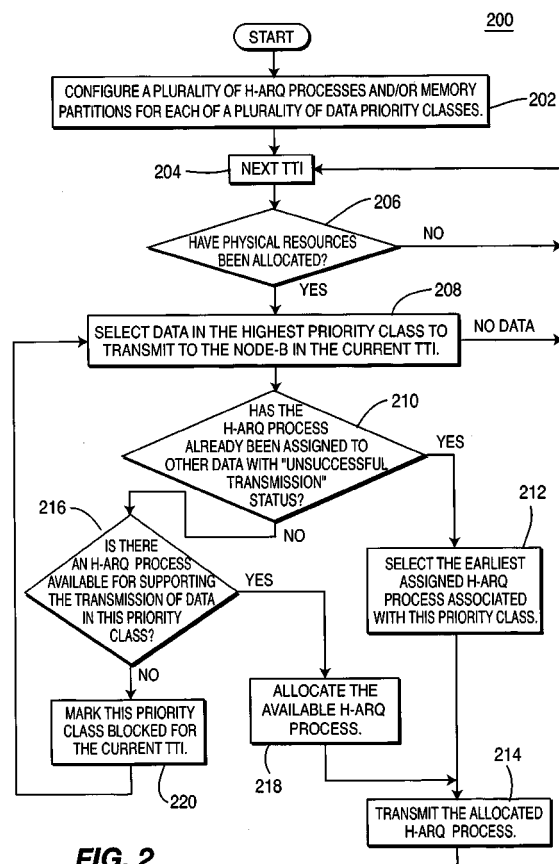 200
START
CONFIGURE A PLURALITY OF H-ARQ PROCESSES AND/OR MEMORY
PARTITIONS FOR EACH OF A PLURALITY OF DATA PRIORITY CLASSES.
202
204
NEXT TTI
206
HAVE PHYSICAL RESOURCES
BEEN ALLOCATED?
NO
YES
208
SELECT DATA IN THE HIGHEST PRIORITY CLASS TO
TRANSMIT TO THE NODE-B IN THE CURRENT TTI.
NO DATA
210
HAS THE
H-ARQ PROCESS
ALREADY BEEN ASSIGNED TO
OTHER DATA WITH "UNSUCCESSFUL
TRANSMISSION"
STATUS?
YES
NO
216
IS THERE
AN H-ARQ PROCESS
AVAILABLE FOR SUPPORTING
THE TRANSMISSION OF DATA
IN THIS PRIORITY
CLASS?
YES
NO
212
SELECT THE EARLIEST
ASSIGNED H-ARQ
PROCESS ASSOCIATED
WITH THIS PRIORITY CLASS.
MARK THIS PRIORITY
CLASS BLOCKED FOR
THE CURRENT TTI.
220
ALLOCATE THE
AVAILABLE H-ARQ
PROCESS.
218
214
TRANSMIT THE ALLOCATED
H-ARQ PROCESS.
FIG. 2